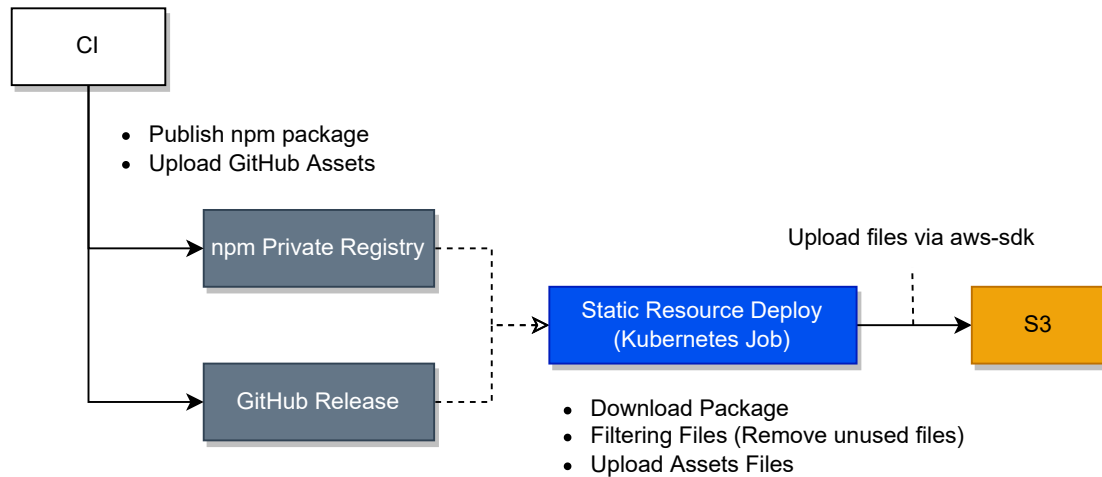 CI
• Publish npm package
• Upload GitHub Assets
npm Private Registry
Upload files via aws-sdk
Static Resource Deploy
(Kubernetes Job)
S3
GitHub Release
• Download Package
• Filtering Files (Remove unused files)
• Upload Assets Files